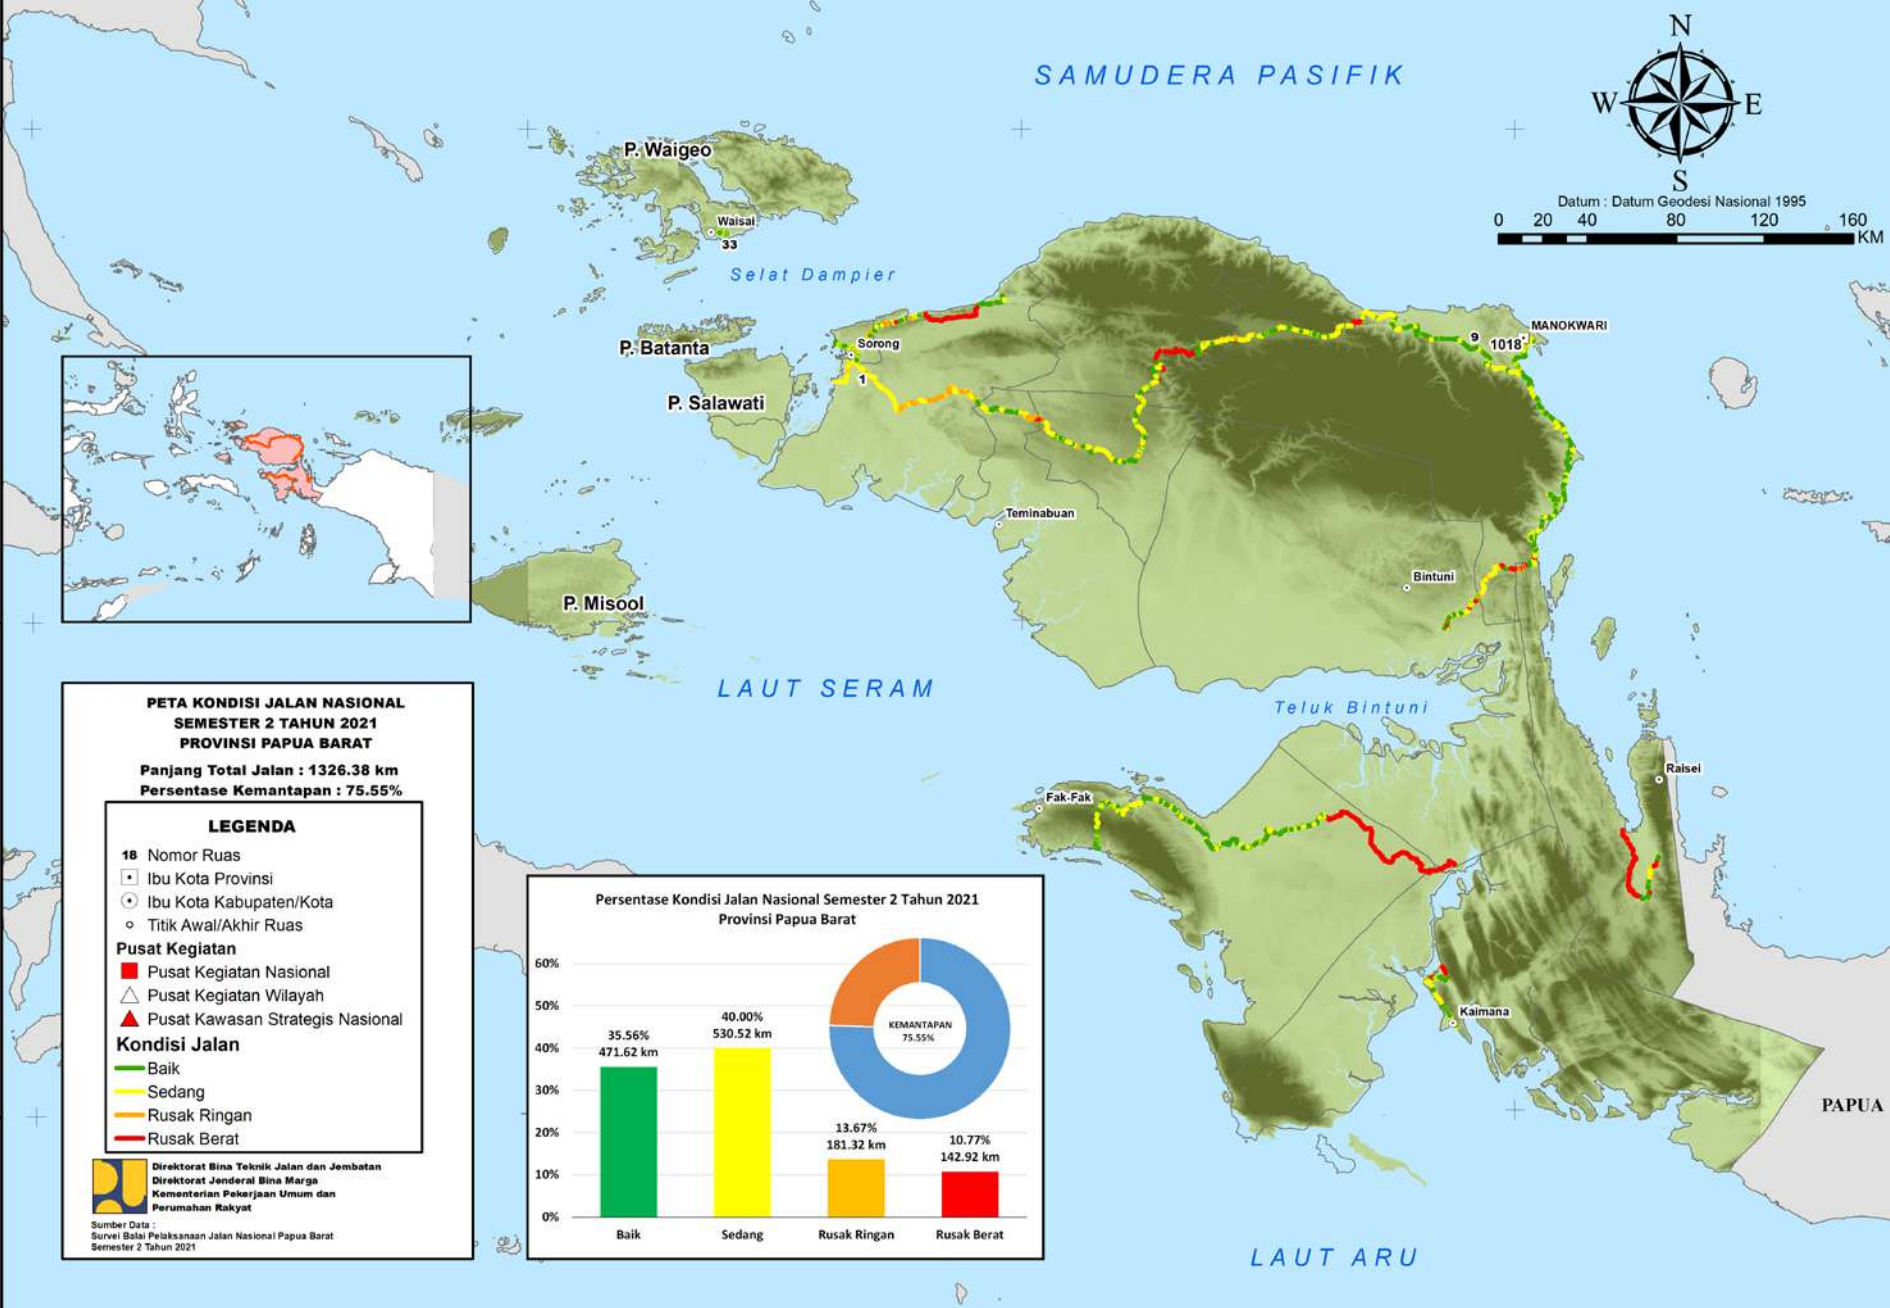 SAMUDERA PASIFIK
N
W
E
S
Datum : Datum Geodesi Nasional 1995
0 20 40 80 120 160
KM
P. Waigeo
Waisai
33
Selat Dampier
P. Batanta
Sorong
1
P. Salawati
9
1018
MANOKWARI
Teminabuan
Bintuni
P. Misool
LAUT SERAM
Teluk Bintuni
Raisei
Fak-Fak
Kaimana
PAPUA
LAUT ARU
PETA KONDISI JALAN NASIONAL
SEMESTER 2 TAHUN 2021
PROVINSI PAPUA BARAT
Panjang Total Jalan : 1326.38 km
Persentase Kemantapan : 75.55%
LEGENDA
18 Nomor Ruas
Ibu Kota Provinsi
Ibu Kota Kabupaten/Kota
Titik Awal/Akhir Ruas
Pusat Kegiatan
Pusat Kegiatan Nasional
Pusat Kegiatan Wilayah
Pusat Kawasan Strategis Nasional
Kondisi Jalan
Baik
Sedang
Rusak Ringan
Rusak Berat
Direktorat Bina Teknik Jalan dan Jembatan
Direktorat Jenderal Bina Marga
Kementerian Pekerjaan Umum dan
Perumahan Rakyat
Sumber Data :
Survei Balai Pelaksanaan Jalan Nasional Papua Barat
Semester 2 Tahun 2021
Persentase Kondisi Jalan Nasional Semester 2 Tahun 2021
Provinsi Papua Barat
60%
50%
40%
30%
20%
10%
0%
35.56%
471.62 km
40.00%
530.52 km
13.67%
181.32 km
10.77%
142.92 km
KEMANTAPAN
75.55%
Baik Sedang Rusak Ringan Rusak Berat